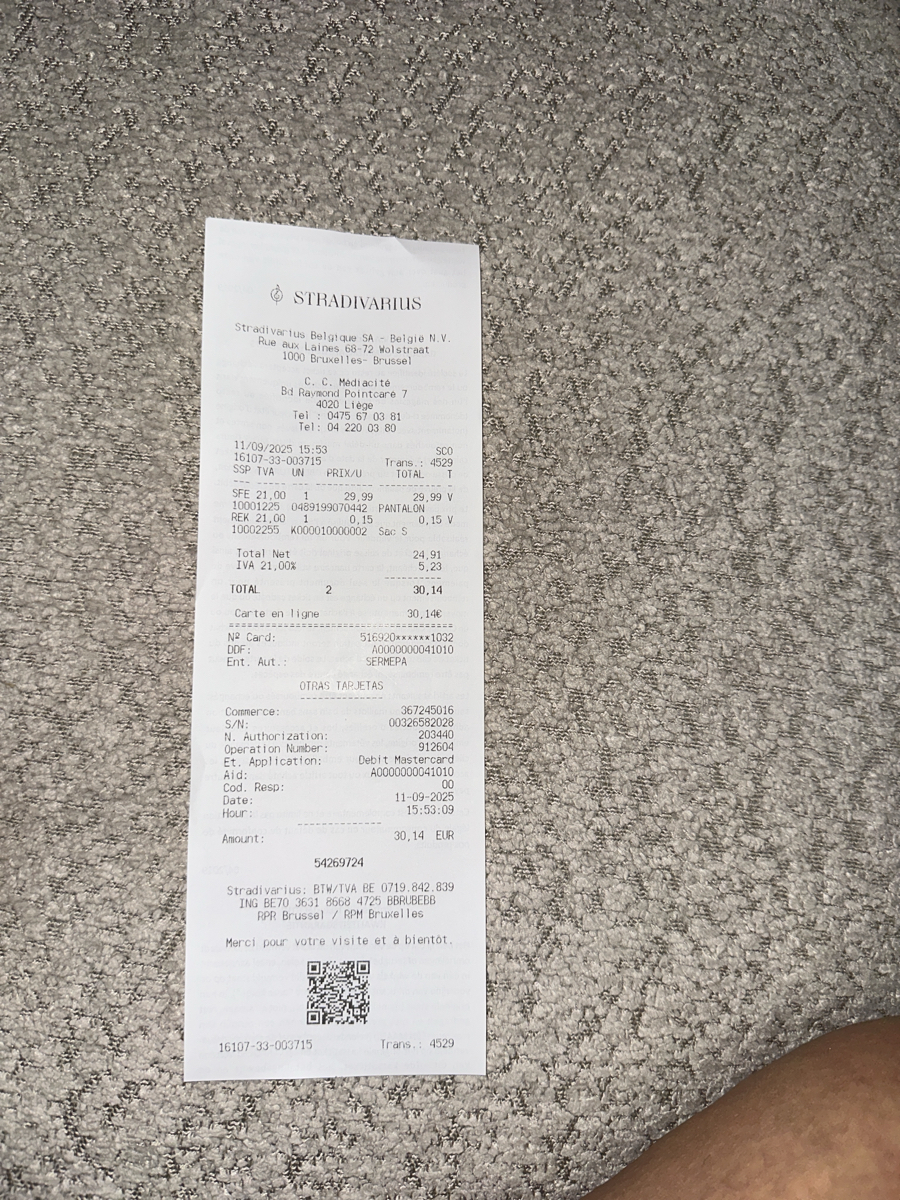 STRADIVARIUS
Stradivarius Belgique SA - België N.V.
Rue aux Laines 68-72 Wolstraat
1000 Bruxelles- Brussel
C. C. Médiacité
Bd Raymond Pointcaré 7
4020 Liège
Tel : 0475 67 03 81
Tel: 04 220 03 80
11/09/2025 15:53 SCO
16107-33-003715 Trans.: 4529
SSP TVA UN PRIX/U TOTAL T
SFE 21,00 1 29,99 29,99 V
10001225 0489199070442 PANTALON
REK 21,00 1 0,15 0,15 V
10002255 K000010000002 Sac S
Total Net 24,91
IVA 21,00% 5,23
TOTAL 2 30,14
Carte en ligne 30,14€
Nº Card: 516920******1032
DDF: A0000000041010
Ent. Aut.: SERMEPA
OTRAS TARJETAS
Commerce: 367245016
S/N: 00326582028
N. Authorization: 203440
Operation Number: 912604
Et. Application: Debit Mastercard
Aid: A0000000041010
Cod. Resp: 00
Date: 11-09-2025
Hour: 15:53:09
Amount: 30,14 EUR
54269724
Stradivarius: BTW/TVA BE 0719.842.839
ING BE70 3631 8668 4725 BBRUBEBB
RPR Brussel / RPM Bruxelles
Merci pour votre visite et à bientôt.
16107-33-003715 Trans.: 4529